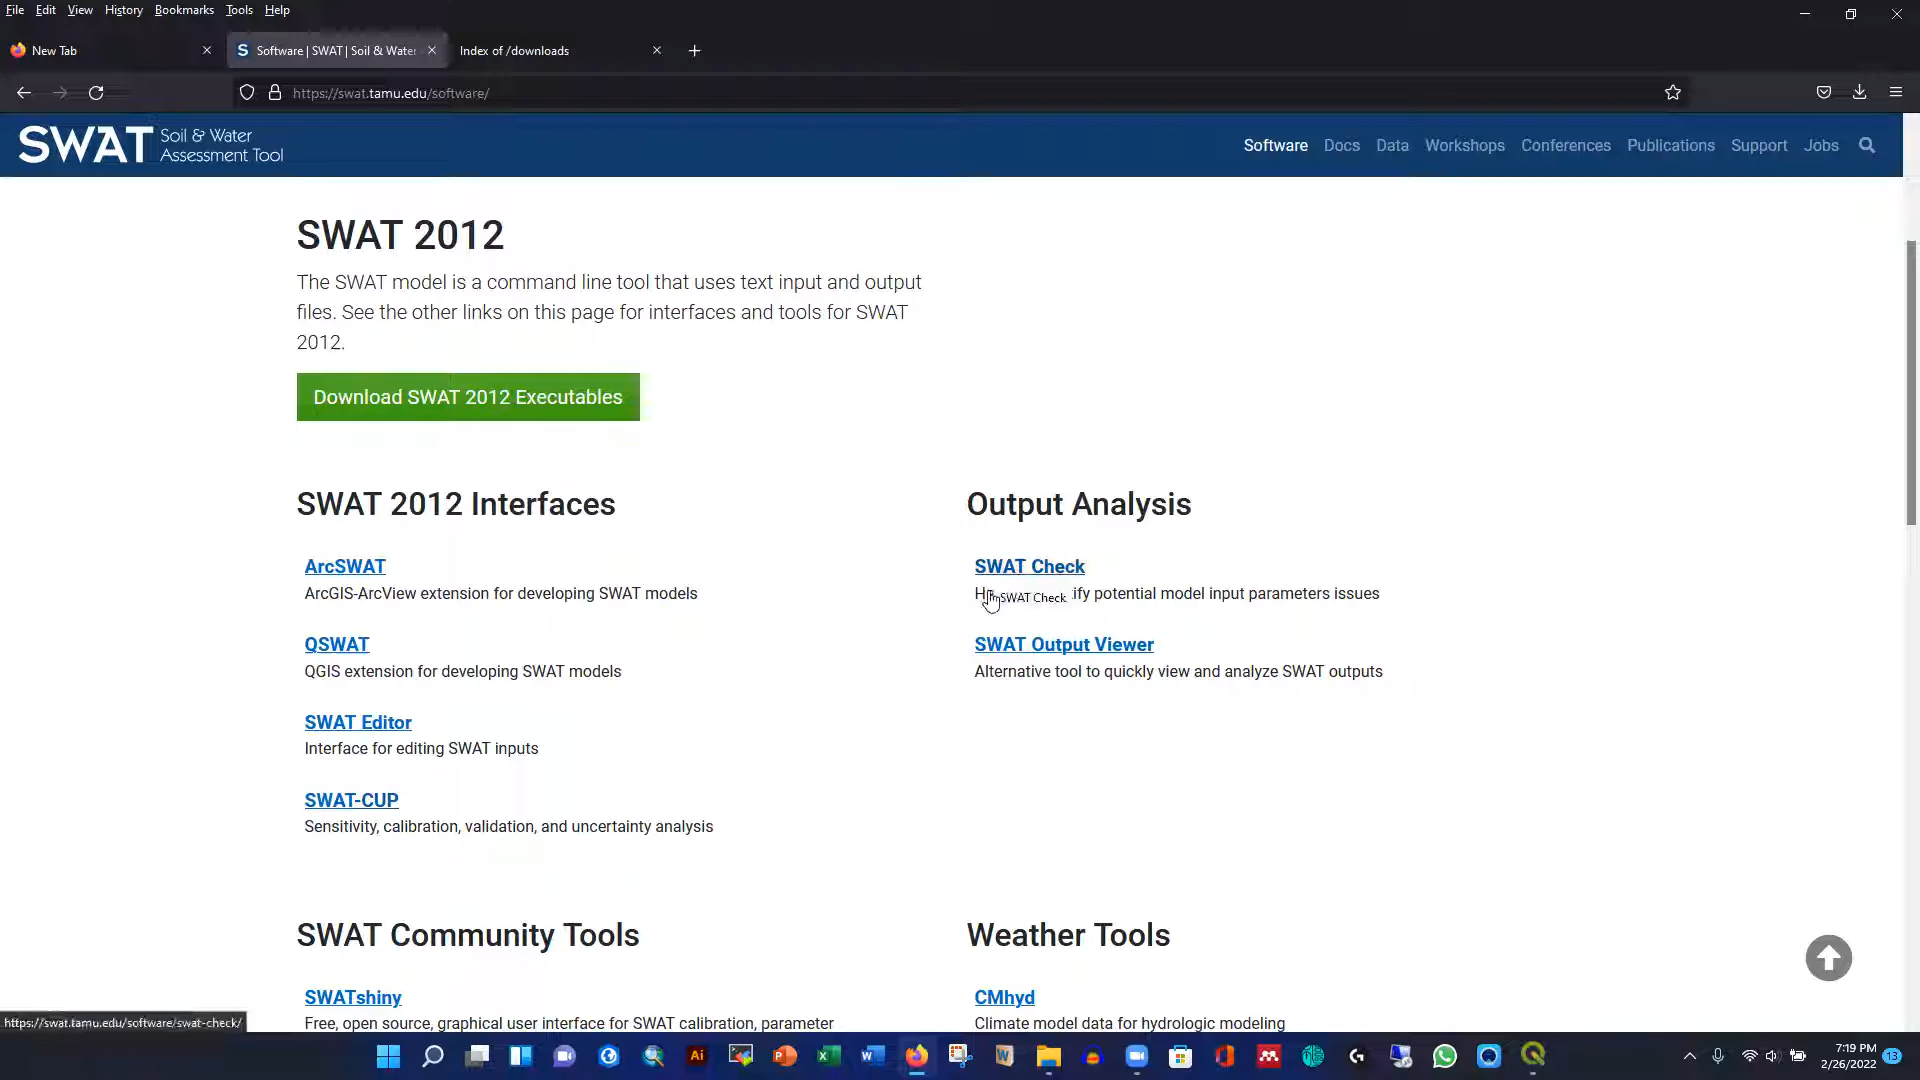 File Edit View History Bookmarks Tools Help
New Tab
Software | SWAT | Soil & Water
Index of /downloads
https://swat.tamu.edu/software/
SWAT Soil & Water Assessment Tool
Software Docs Data Workshops Conferences Publications Support Jobs
SWAT 2012
The SWAT model is a command line tool that uses text input and output
files. See the other links on this page for interfaces and tools for SWAT
2012.
Download SWAT 2012 Executables
SWAT 2012 Interfaces
ArcSWAT
ArcGIS-ArcView extension for developing SWAT models
QSWAT
QGIS extension for developing SWAT models
SWAT Editor
Interface for editing SWAT inputs
SWAT-CUP
Sensitivity, calibration, validation, and uncertainty analysis
Output Analysis
SWAT Check
SWAT Check
potential model input parameters issues
SWAT Output Viewer
Alternative tool to quickly view and analyze SWAT outputs
SWAT Community Tools
SWATshiny
Free, open source, graphical user interface for SWAT calibration, parameter
Weather Tools
CMhyd
Climate model data for hydrologic modeling
https://swat.tamu.edu/software/swat-check/
7:19 PM
2/26/2022
13